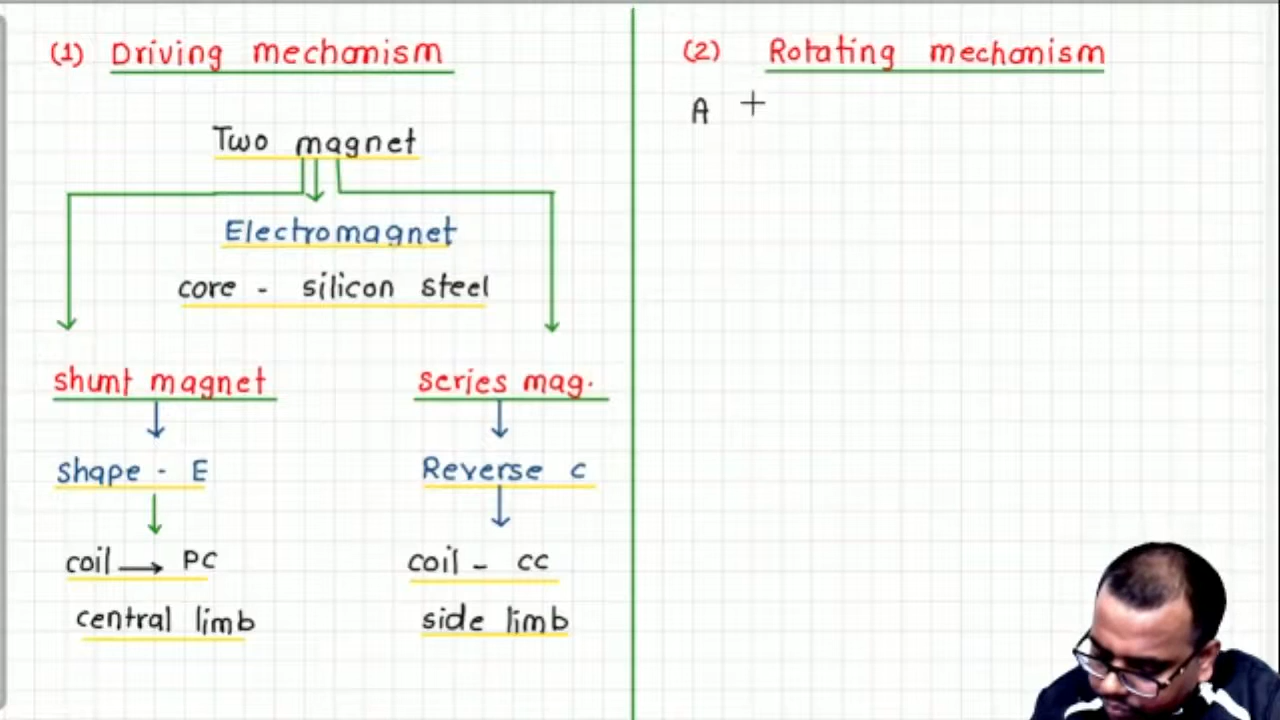 (1) Driving mechanism
Two magnet
Electromagnet
core - silicon steel
shunt magnet
series mag.
shape - E
Reverse c
coil → PC
coil - CC
central limb
side limb
(2) Rotating mechanism
A